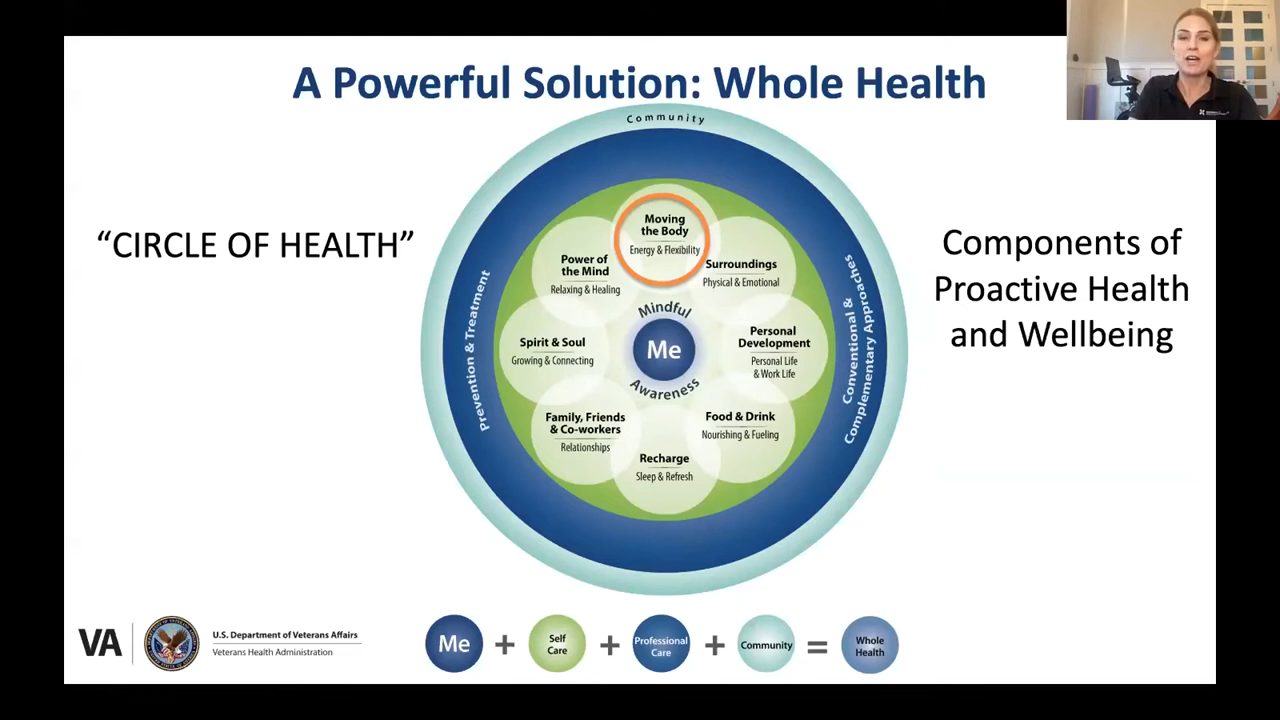 A Powerful Solution: Whole Health
Community
"CIRCLE OF HEALTH"
Components of
Proactive Health
and Wellbeing
Prevention & Treatment
Conventional &
Complementary Approaches
Moving
the Body
Energy & Flexibility
Surroundings
Physical & Emotional
Personal
Development
Personal Life
& Work Life
Food & Drink
Nourishing & Fueling
Recharge
Sleep & Refresh
Family, Friends
& Co-workers
Relationships
Spirit & Soul
Growing & Connecting
Power of
the Mind
Relaxing & Healing
Mindful
Me
Awareness
VA
U.S. Department of Veterans Affairs
Veterans Health Administration
Me + Self Care + Professional Care + Community = Whole Health